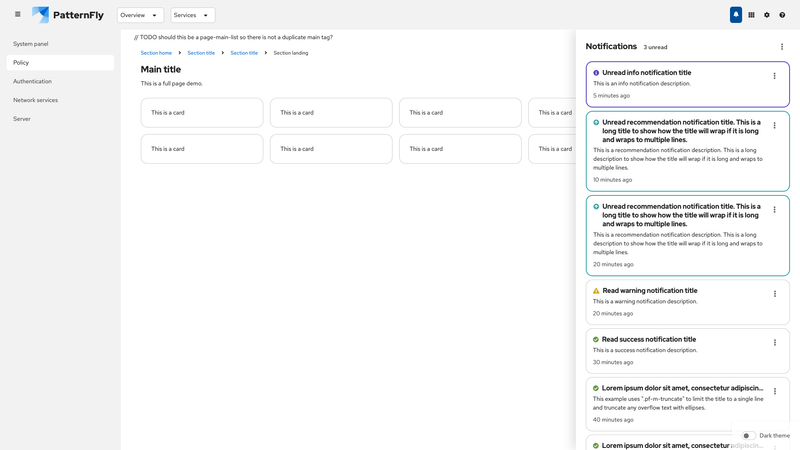 PatternFly
Overview
Services
System panel
Policy
Authentication
Network services
Server
// TODO should this be a page-main-list so there is not a duplicate main tag?
Section home
Section title
Section title
Section landing
Main title
This is a full page demo.
This is a card
This is a card
This is a card
This is a card
This is a card
This is a card
This is a card
This is a card
Notifications
3 unread
Unread info notification title
This is an info notification description.
5 minutes ago
Unread recommendation notification title. This is a
long title to show how the title will wrap if it is long
and wraps to multiple lines.
This is a recommendation notification description. This is a long
description to show how the title will wrap if it is long and wraps to
multiple lines.
10 minutes ago
Unread recommendation notification title. This is a
long title to show how the title will wrap if it is long
and wraps to multiple lines.
This is a recommendation notification description. This is a long
description to show how the title will wrap if it is long and wraps to
multiple lines.
20 minutes ago
Read warning notification title
This is a warning notification description.
20 minutes ago
Read success notification title
This is a success notification description.
30 minutes ago
Lorem ipsum dolor sit amet, consectetur adipiscin...
This example uses ".pf-m-truncate" to limit the title to a single line
and truncate any overflow text with ellipses.
40 minutes ago
Lorem ipsum dolor sit amet, consectetur adipiscin...
Dark theme